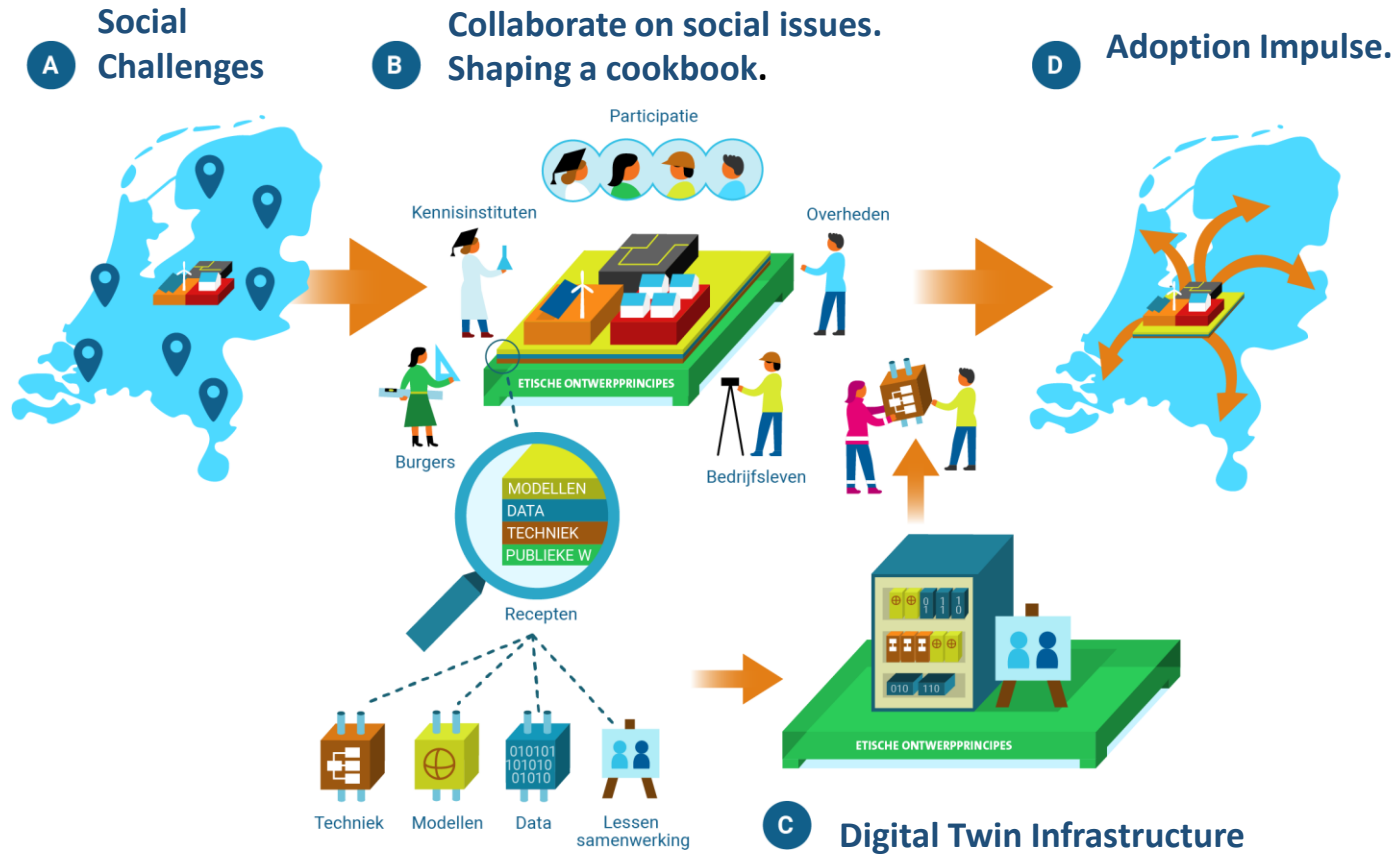 A
Social
Challenges
B
Collaborate on social issues.
Shaping a cookbook.
D
Adoption Impulse.
Participatie
Kennisinstituten
Overheden
ETISCHE ONTWERPPRINCIPES
Burgers
Bedrijfsleven
MODELLEN
DATA
TECHNIEK
PUBLIEKE W
Recepten
0 1 1
1 1 0
010 110
ETISCHE ONTWERPPRINCIPES
010101
101010
01010
Techniek
Modellen
Data
Lessen
samenwerking
C
Digital Twin Infrastructure